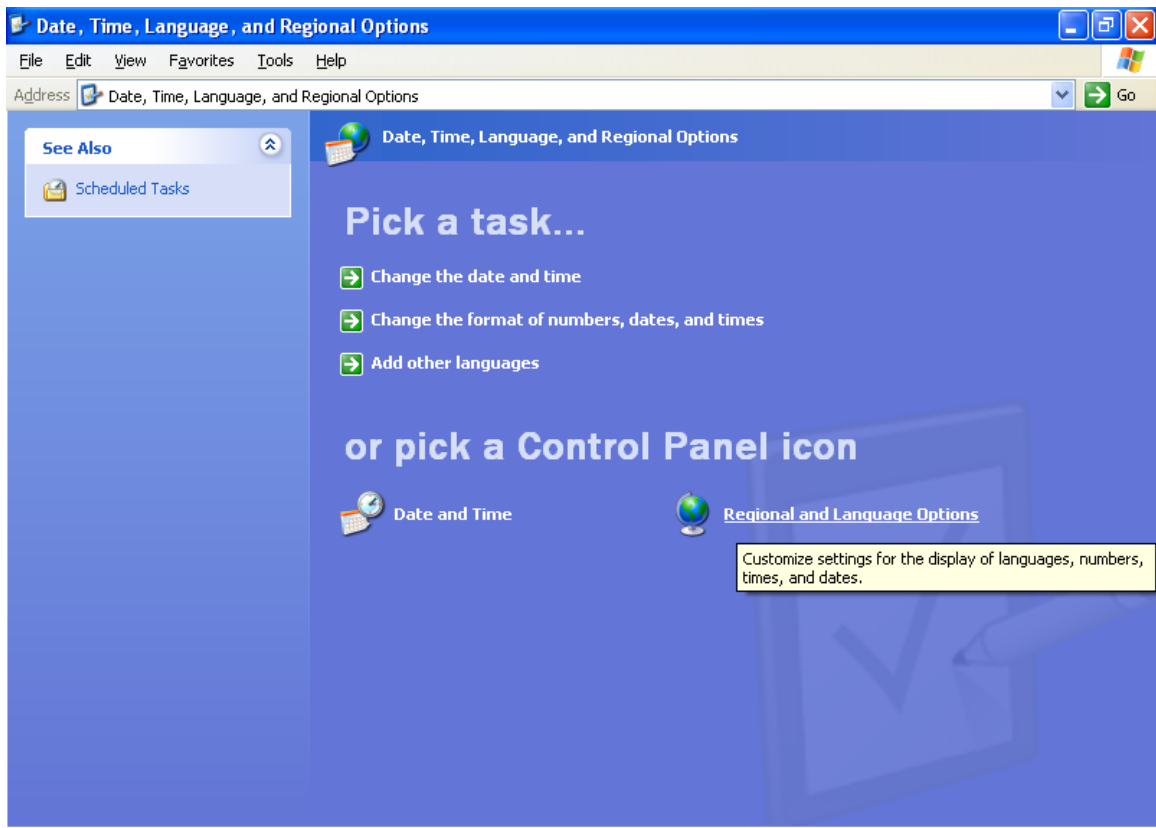 Date, Time, Language, and Regional Options
File Edit View Favorites Tools Help
Address Date, Time, Language, and Regional Options Go
See Also
Scheduled Tasks
Date, Time, Language, and Regional Options
Pick a task...
Change the date and time
Change the format of numbers, dates, and times
Add other languages
or pick a Control Panel icon
Date and Time Regional and Language Options
Customize settings for the display of languages, numbers,
times, and dates.